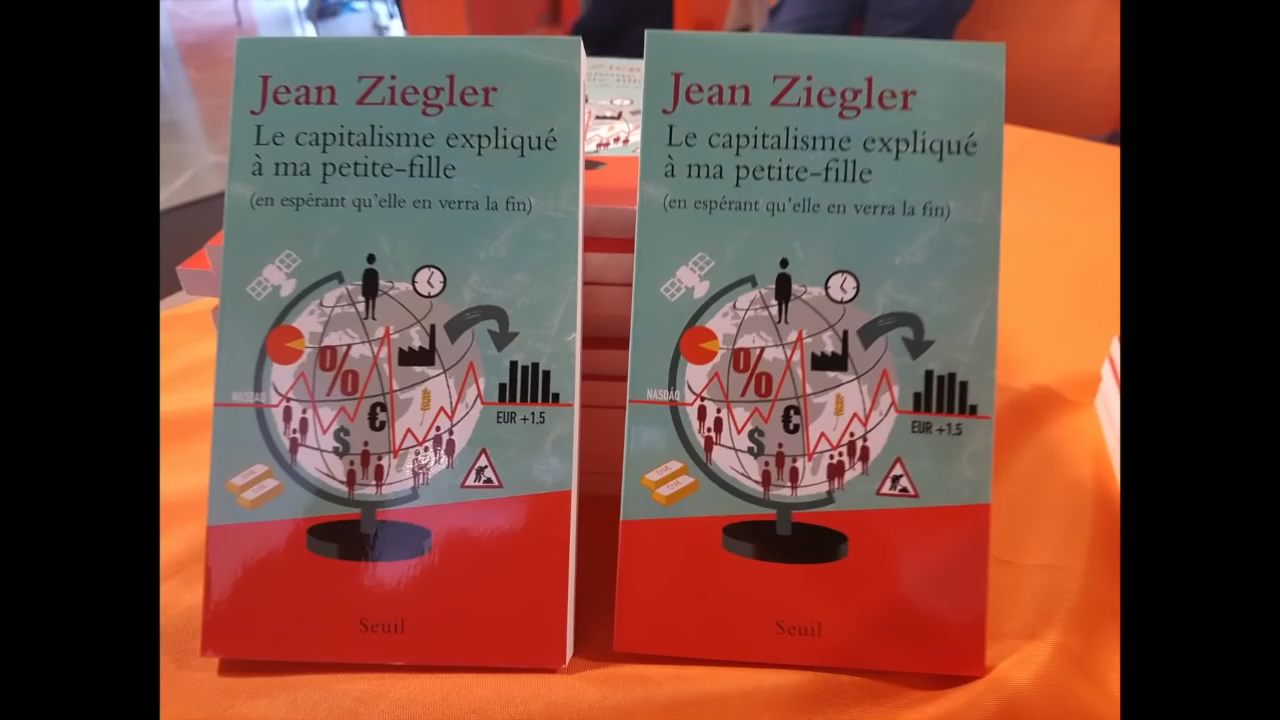 Jean Ziegler
Le capitalisme expliqué
à ma petite-fille
(en espérant qu'elle en verra la fin)
%
NASDAQ
€
$
EUR +1,5
Seuil
Jean Ziegler
Le capitalisme expliqué
à ma petite-fille
(en espérant qu'elle en verra la fin)
%
NASDAQ
€
$
EUR +1,5
Seuil